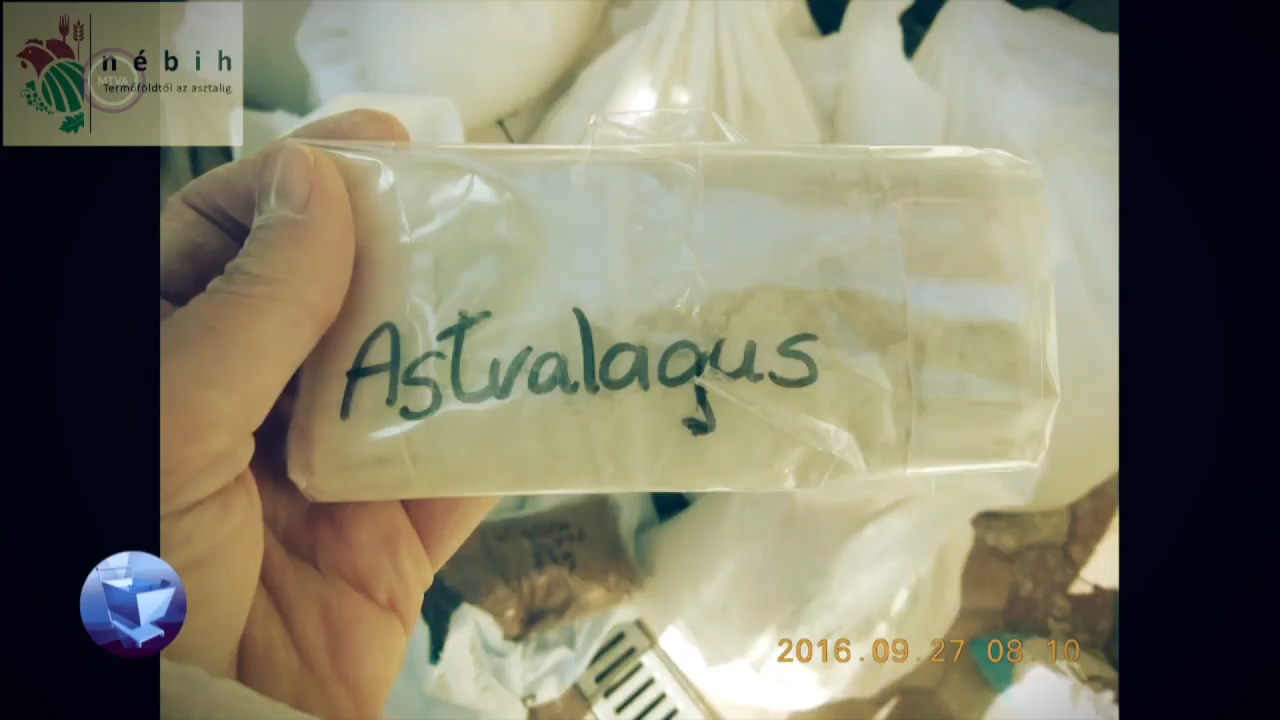 nébih
MTVA
Termőföldtől az asztalig
Astralagus
2016.09.27 08:10